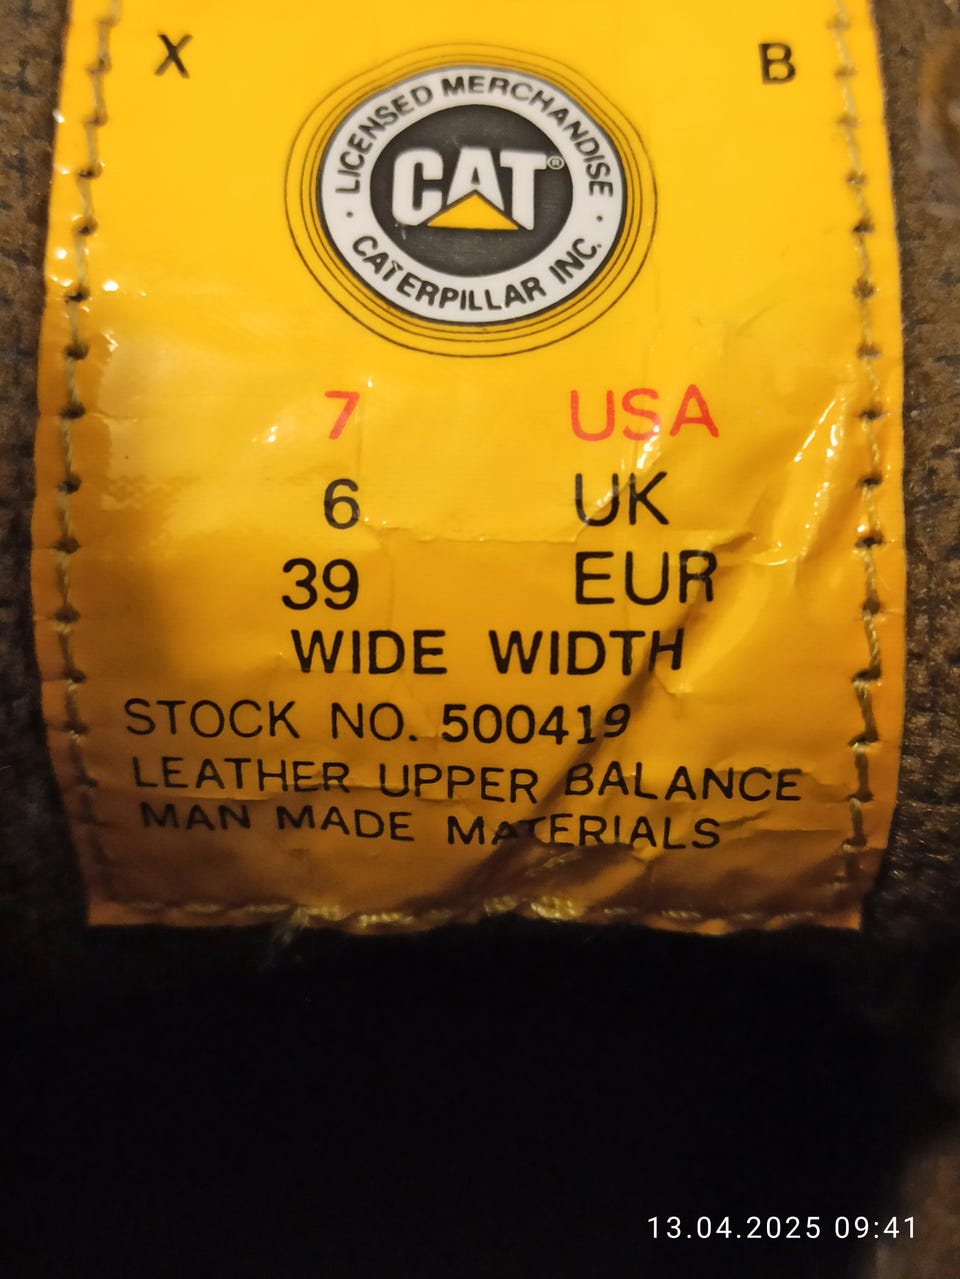 X B
LICENSED MERCHANDISE
CAT®
· CATERPILLAR INC. ·
7 USA
6 UK
39 EUR
WIDE WIDTH
STOCK NO. 500419
LEATHER UPPER BALANCE
MAN MADE MATERIALS
13.04.2025 09:41